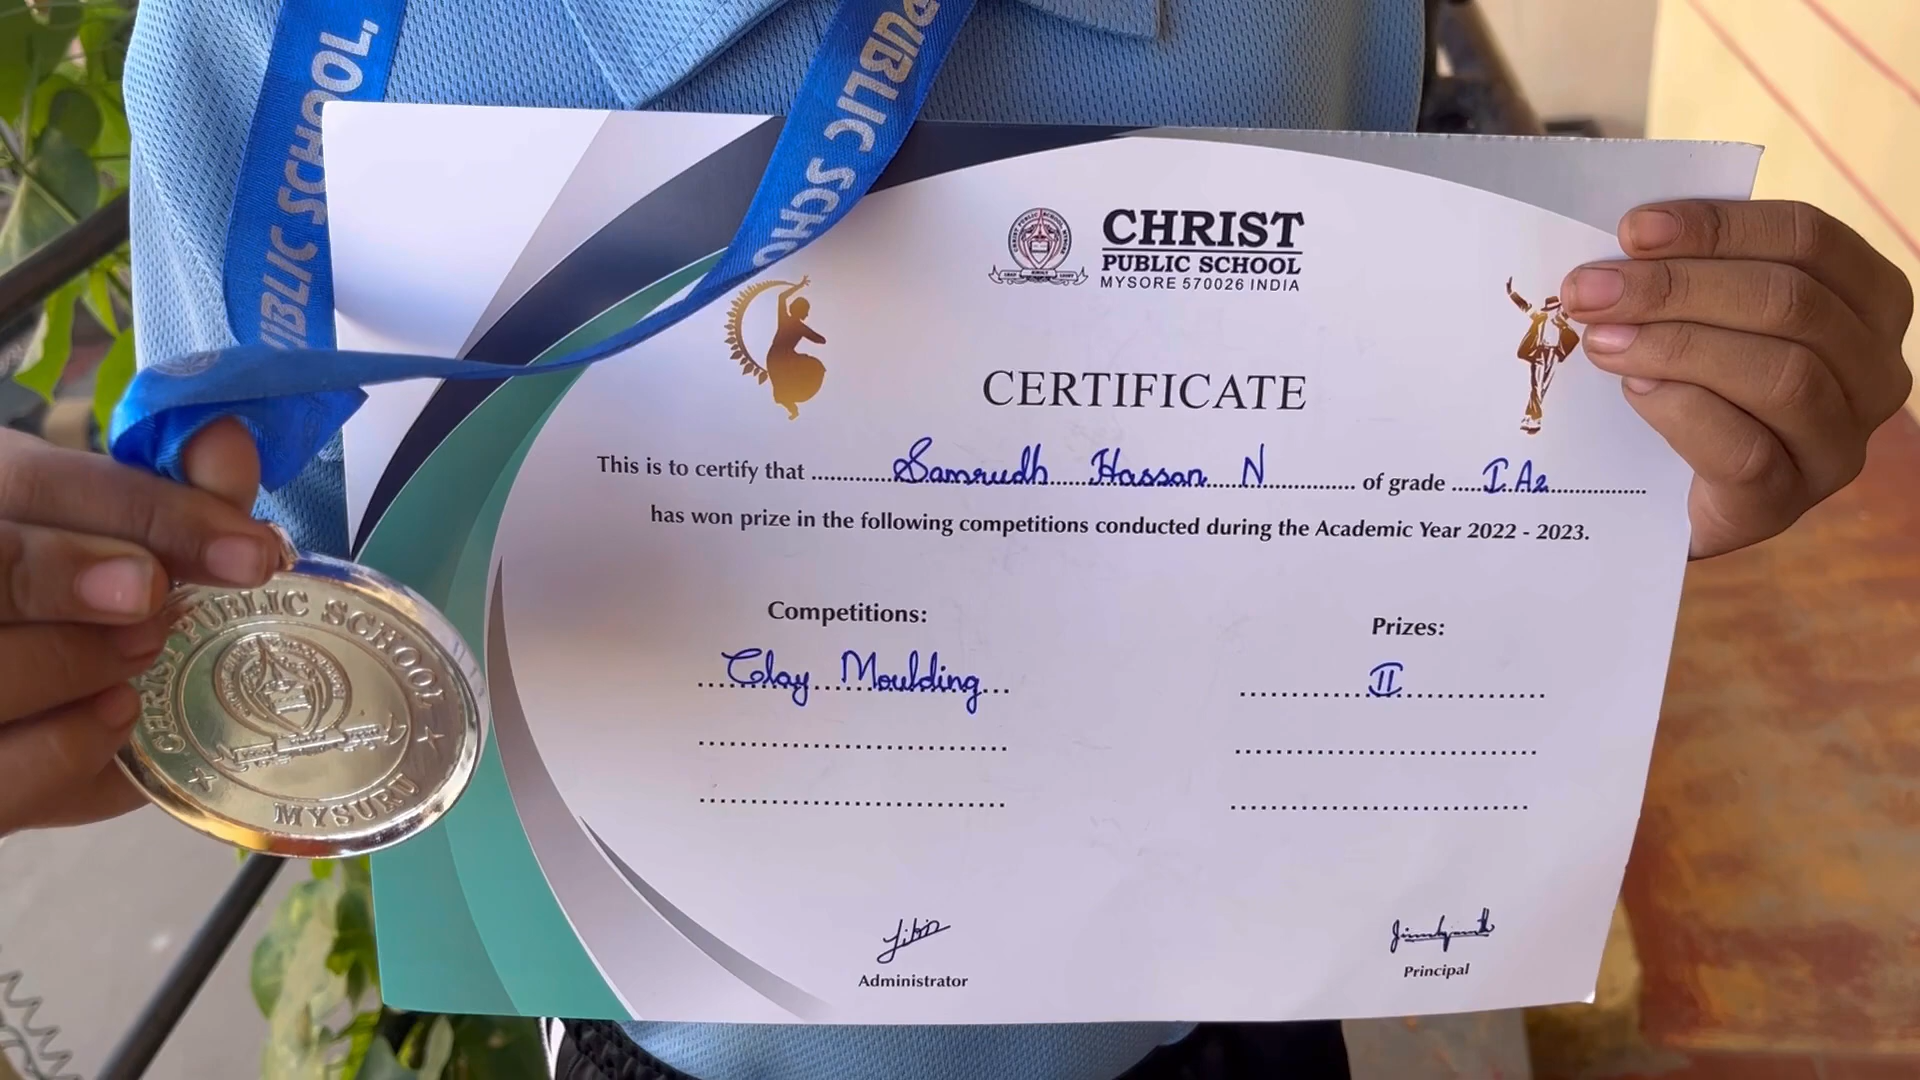 PUBLIC SCHOOL,
PUBLIC SCHOOL
CHRIST
PUBLIC SCHOOL
MYSORE 570026 INDIA
CERTIFICATE
This is to certify that Samrudh Hassan N of grade I A2
has won prize in the following competitions conducted during the Academic Year 2022 - 2023.
Competitions:
Prizes:
Clay Moulding
II
Administrator
Principal
CHRIST PUBLIC SCHOOL
MYSURU